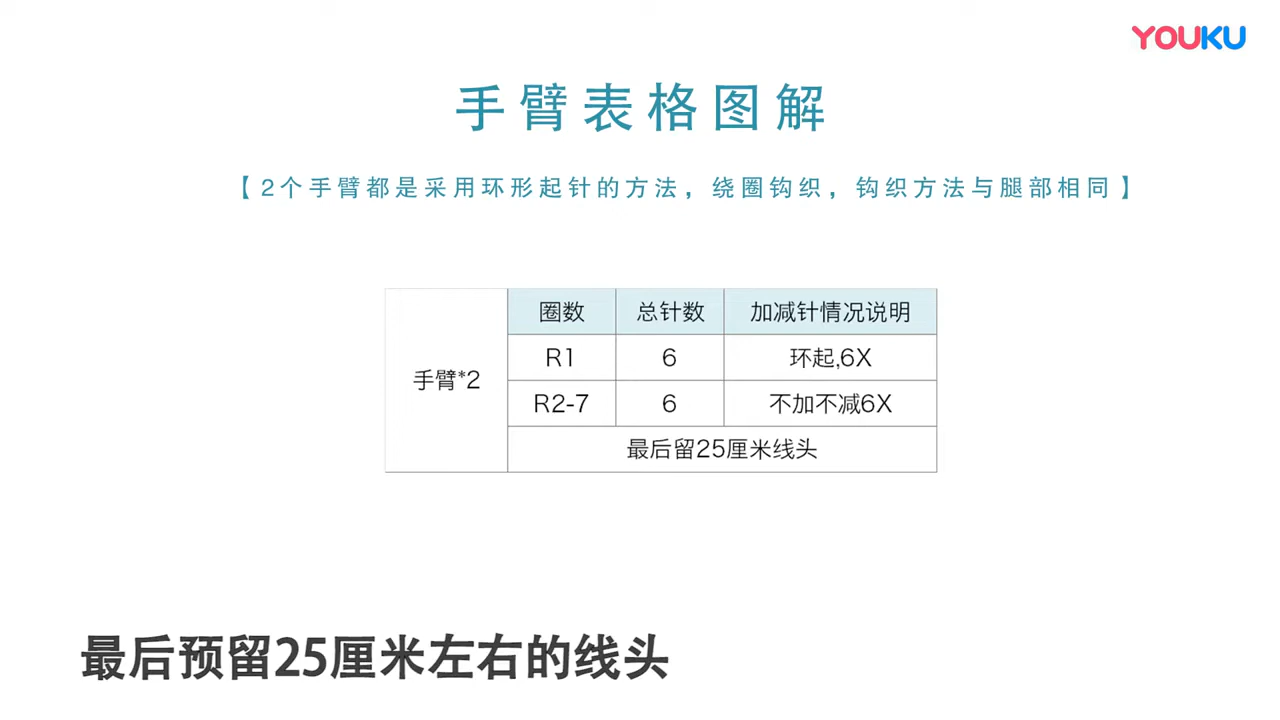 YOUKU
手臂表格图解
【2个手臂都是采用环形起针的方法，绕圈钩织，钩织方法与腿部相同】
手臂*2
圈数 总针数 加减针情况说明
R1 6 环起,6X
R2-7 6 不加不减6X
最后留25厘米线头
最后预留25厘米左右的线头